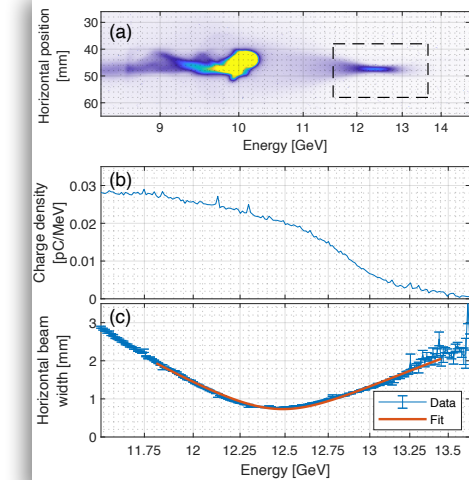 (a)
Horizontal position
[mm]
30
40
50
60
9
10
11
12
13
14
Energy [GeV]
(b)
Charge density
[pC/MeV]
0.03
0.02
0.01
0
(c)
Horizontal beam
width [mm]
3
2
1
0
Data
Fit
11.75
12
12.25
12.5
12.75
13
13.25
13.5
Energy [GeV]